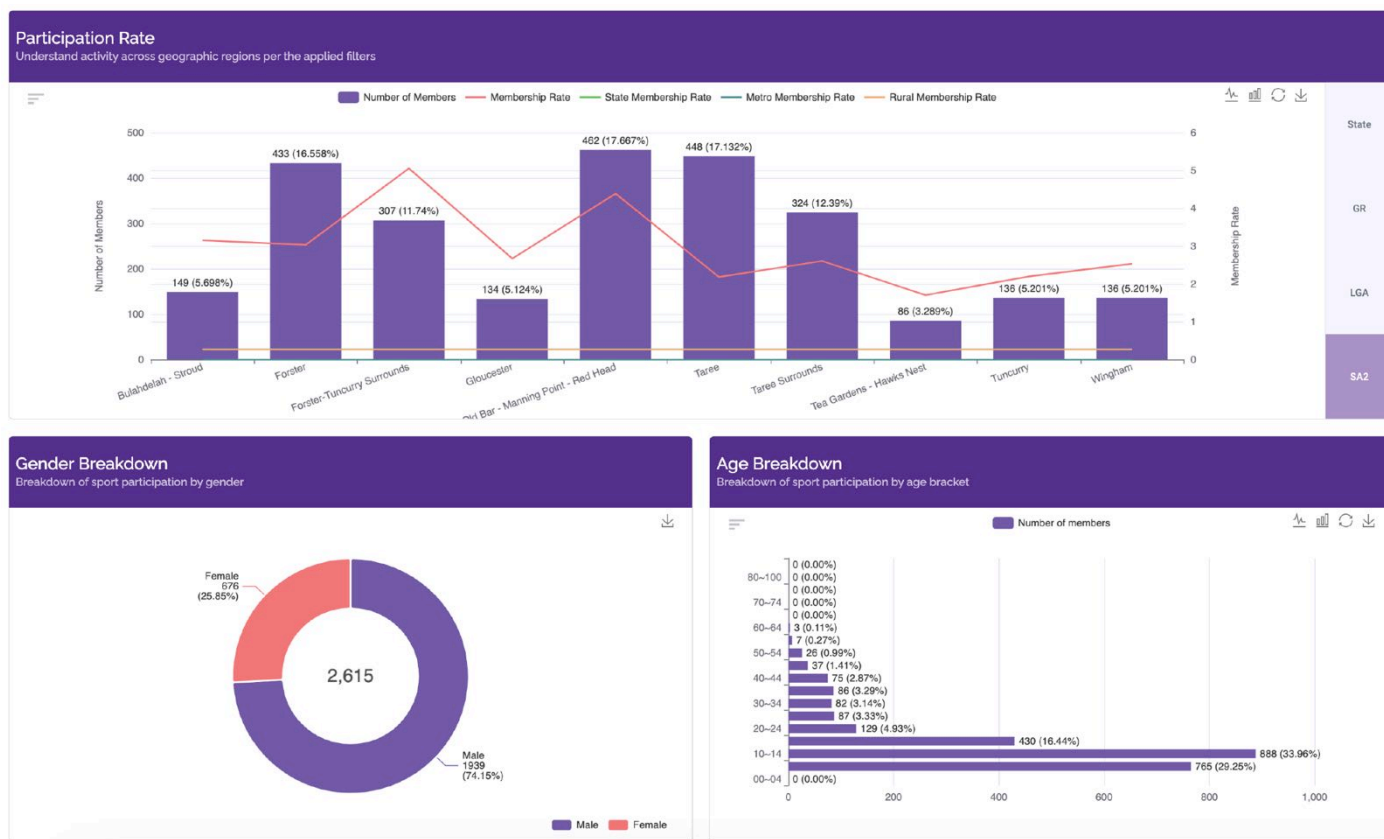 Participation Rate
Understand activity across geographic regions per the applied filters
Number of Members
Membership Rate
State Membership Rate
Metro Membership Rate
Rural Membership Rate
Number of Members
500
400
300
200
100
0
149 (5.698%)
433 (16.558%)
307 (11.74%)
134 (5.124%)
462 (17.667%)
448 (17.132%)
324 (12.39%)
86 (3.289%)
136 (5.201%)
136 (5.201%)
6
5
4
3
2
1
0
Membership Rate
Bulahdelah - Stroud
Forster
Forster-Tuncurry Surrounds
Gloucester
Old Bar - Manning Point - Red Head
Taree
Taree Surrounds
Tea Gardens - Hawks Nest
Tuncurry
Wingham
State
GR
LGA
SA2
Gender Breakdown
Breakdown of sport participation by gender
Female
676
(25.85%)
2,615
Male
1939
(74.15%)
Male
Female
Age Breakdown
Breakdown of sport participation by age bracket
Number of members
0 (0.00%)
80~100 0 (0.00%)
0 (0.00%)
70~74 0 (0.00%)
0 (0.00%)
60~64 3 (0.11%)
7 (0.27%)
50~54 26 (0.99%)
37 (1.41%)
40~44 75 (2.87%)
86 (3.29%)
30~34 82 (3.14%)
87 (3.33%)
20~24 129 (4.93%)
430 (16.44%)
10~14 888 (33.96%)
765 (29.25%)
00~04 0 (0.00%)
0 200 400 600 800 1,000